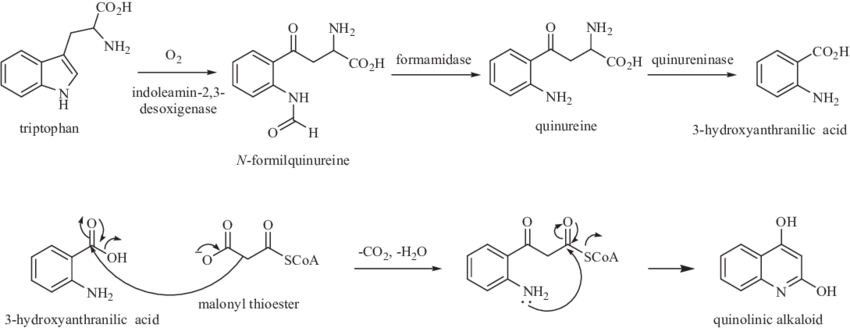 CO₂H
NH₂
N
H
triptophan
O₂
indoleamin-2,3-
desoxigenase
O
NH₂
CO₂H
NH
O
H
N-formilquinureine
formamidase
O
NH₂
CO₂H
NH₂
quinureine
quinureninase
CO₂H
NH₂
3-hydroxyanthranilic acid
O
OH
NH₂
3-hydroxyanthranilic acid
O
O
⁻O
SCoA
malonyl thioester
-CO₂, -H₂O
O
O
SCoA
NH₂
OH
N
OH
quinolinic alkaloid